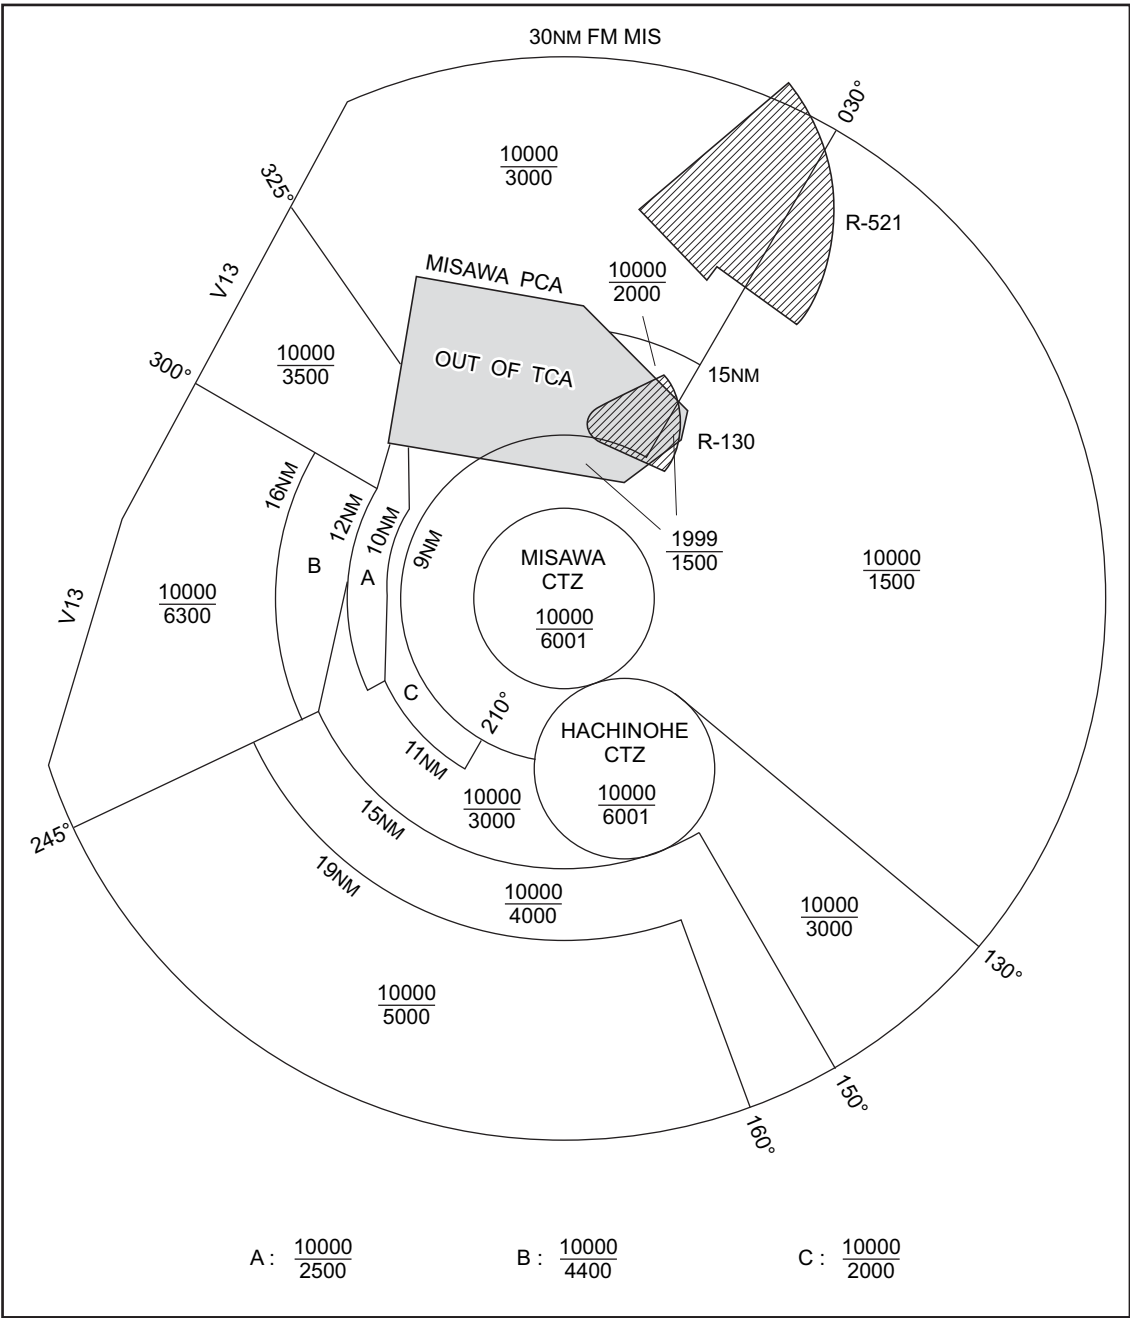 30NM FM MIS
030°
10000
3000
325°
R-521
MISAWA PCA
10000
2000
V13
OUT OF TCA
10000
3500
300°
15NM
R-130
16NM
12NM
10NM
9NM
1999
1500
MISAWA
CTZ
10000
6001
10000
1500
B
A
10000
6300
V13
C
210°
HACHINOHE
CTZ
10000
6001
11NM
10000
3000
15NM
245°
19NM
10000
4000
10000
3000
130°
10000
5000
150°
160°
A : 10000
2500
B : 10000
4400
C : 10000
2000